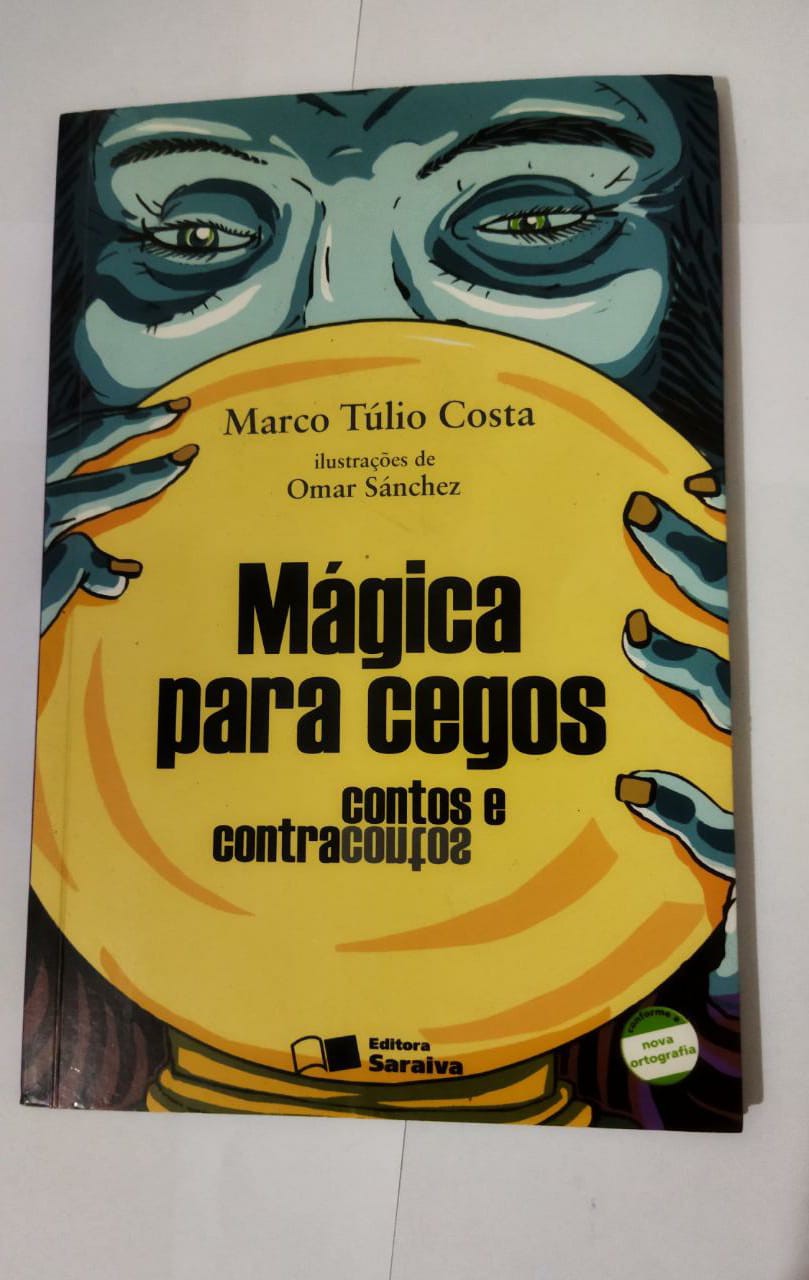 Marco Túlio Costa
ilustrações de
Omar Sánchez
Mágica
para cegos
contos e
contracontos
Editora
Saraiva
conforme a
nova
ortografia